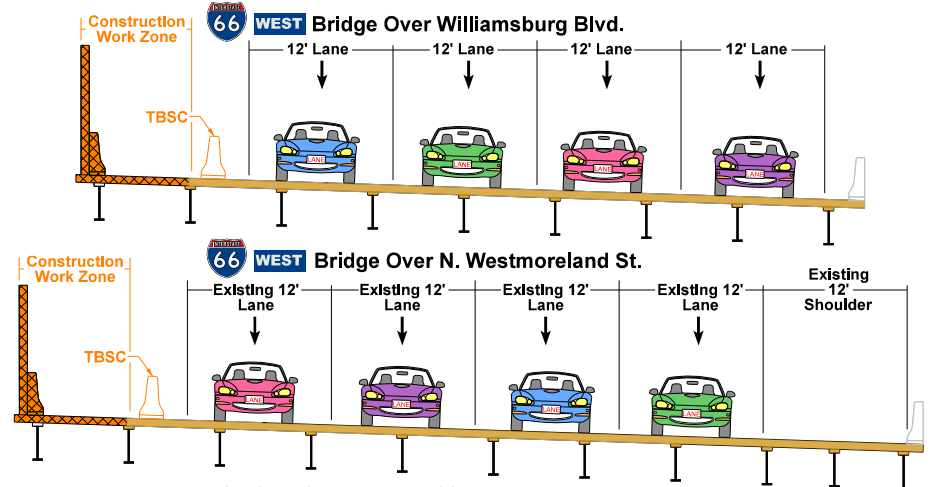 Construction
Work Zone
INTERSTATE
66
WEST Bridge Over Williamsburg Blvd.
12' Lane 12' Lane 12' Lane 12' Lane
TBSC
LANE LANE LANE LANE
INTERSTATE
66
WEST Bridge Over N. Westmoreland St.
Construction
Work Zone
Existing 12'
Lane
Existing 12'
Lane
Existing 12'
Lane
Existing 12'
Lane
Existing
12'
Shoulder
TBSC
LANE LANE LANE LANE